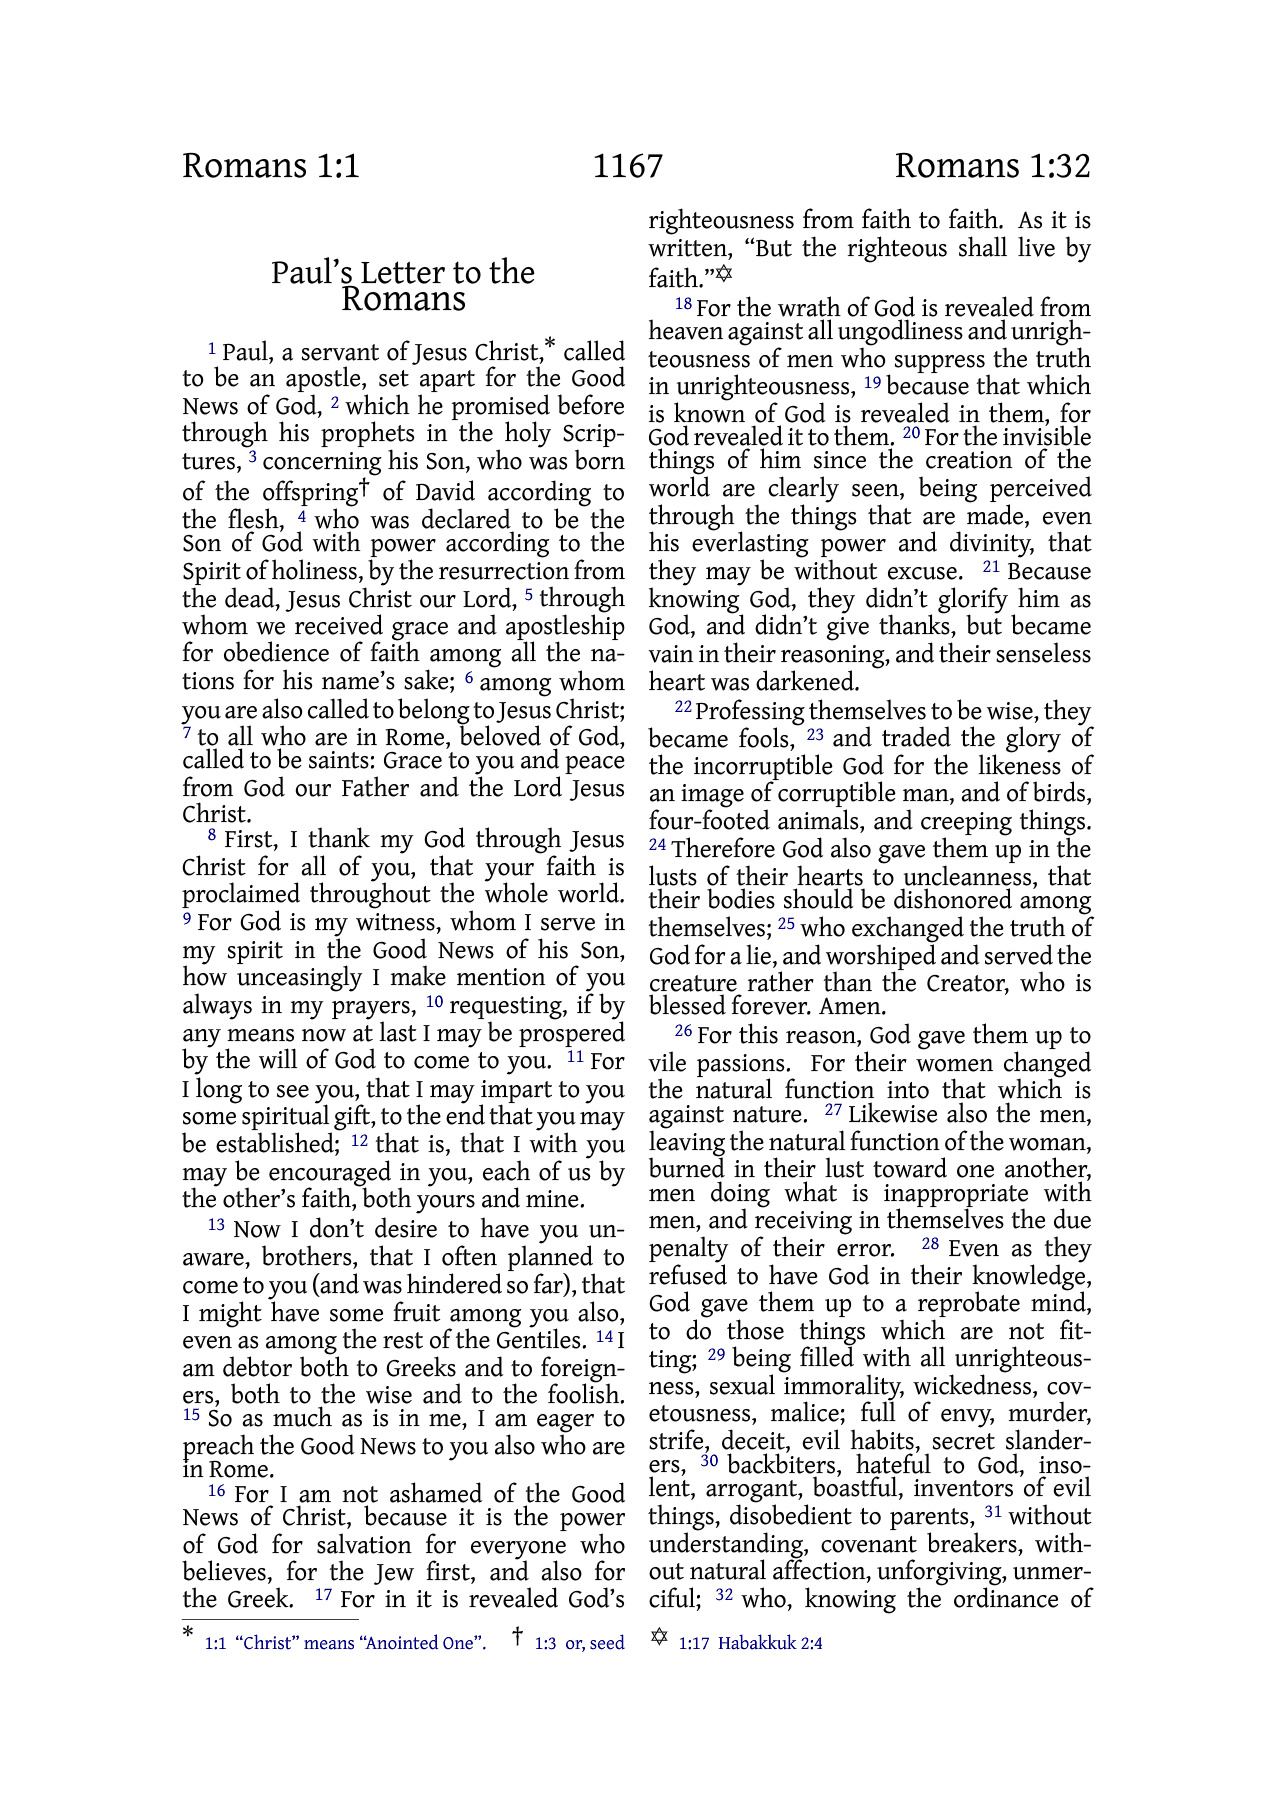 Romans 1:1 1167 Romans 1:32
Paul’s Letter to the
Romans
1 Paul, a servant of Jesus Christ,* called
to be an apostle, set apart for the Good
News of God, 2 which he promised before
through his prophets in the holy Scrip-
tures, 3 concerning his Son, who was born
of the offspring† of David according to
the flesh, 4 who was declared to be the
Son of God with power according to the
Spirit of holiness, by the resurrection from
the dead, Jesus Christ our Lord, 5 through
whom we received grace and apostleship
for obedience of faith among all the na-
tions for his name’s sake; 6 among whom
you are also called to belong to Jesus Christ;
7 to all who are in Rome, beloved of God,
called to be saints: Grace to you and peace
from God our Father and the Lord Jesus
Christ.
8 First, I thank my God through Jesus
Christ for all of you, that your faith is
proclaimed throughout the whole world.
9 For God is my witness, whom I serve in
my spirit in the Good News of his Son,
how unceasingly I make mention of you
always in my prayers, 10 requesting, if by
any means now at last I may be prospered
by the will of God to come to you. 11 For
I long to see you, that I may impart to you
some spiritual gift, to the end that you may
be established; 12 that is, that I with you
may be encouraged in you, each of us by
the other’s faith, both yours and mine.
13 Now I don’t desire to have you un-
aware, brothers, that I often planned to
come to you (and was hindered so far), that
I might have some fruit among you also,
even as among the rest of the Gentiles. 14 I
am debtor both to Greeks and to foreign-
ers, both to the wise and to the foolish.
15 So as much as is in me, I am eager to
preach the Good News to you also who are
in Rome.
16 For I am not ashamed of the Good
News of Christ, because it is the power
of God for salvation for everyone who
believes, for the Jew first, and also for
the Greek. 17 For in it is revealed God’s
righteousness from faith to faith. As it is
written, “But the righteous shall live by
faith.”✡
18 For the wrath of God is revealed from
heaven against all ungodliness and unrigh-
teousness of men who suppress the truth
in unrighteousness, 19 because that which
is known of God is revealed in them, for
God revealed it to them. 20 For the invisible
things of him since the creation of the
world are clearly seen, being perceived
through the things that are made, even
his everlasting power and divinity, that
they may be without excuse. 21 Because
knowing God, they didn’t glorify him as
God, and didn’t give thanks, but became
vain in their reasoning, and their senseless
heart was darkened.
22 Professing themselves to be wise, they
became fools, 23 and traded the glory of
the incorruptible God for the likeness of
an image of corruptible man, and of birds,
four-footed animals, and creeping things.
24 Therefore God also gave them up in the
lusts of their hearts to uncleanness, that
their bodies should be dishonored among
themselves; 25 who exchanged the truth of
God for a lie, and worshiped and served the
creature rather than the Creator, who is
blessed forever. Amen.
26 For this reason, God gave them up to
vile passions. For their women changed
the natural function into that which is
against nature. 27 Likewise also the men,
leaving the natural function of the woman,
burned in their lust toward one another,
men doing what is inappropriate with
men, and receiving in themselves the due
penalty of their error. 28 Even as they
refused to have God in their knowledge,
God gave them up to a reprobate mind,
to do those things which are not fit-
ting; 29 being filled with all unrighteous-
ness, sexual immorality, wickedness, cov-
etousness, malice; full of envy, murder,
strife, deceit, evil habits, secret slander-
ers, 30 backbiters, hateful to God, inso-
lent, arrogant, boastful, inventors of evil
things, disobedient to parents, 31 without
understanding, covenant breakers, with-
out natural affection, unforgiving, unmer-
ciful; 32 who, knowing the ordinance of
* 1:1 “Christ” means “Anointed One”. † 1:3 or, seed ✡ 1:17 Habakkuk 2:4